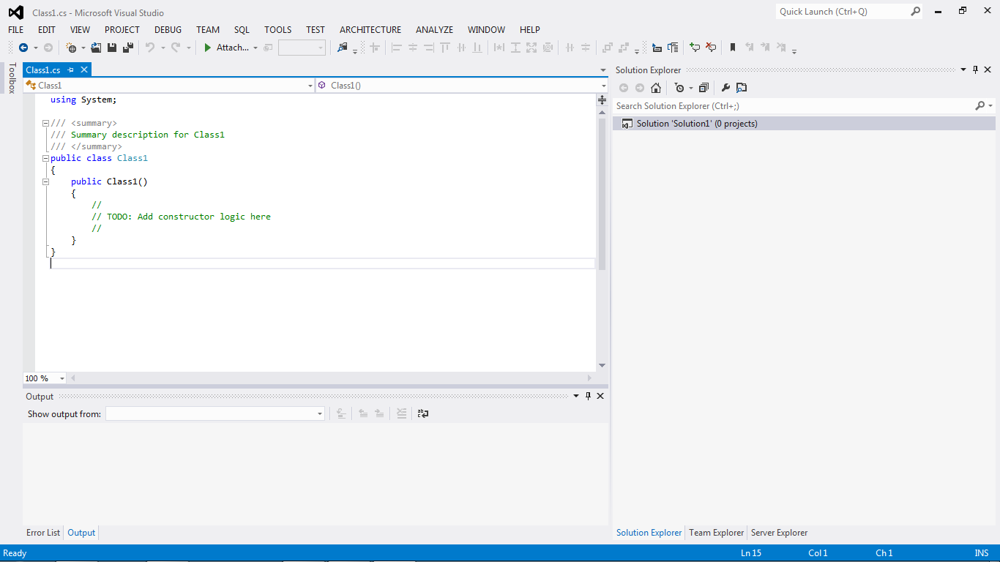 Class1.cs - Microsoft Visual Studio
Quick Launch (Ctrl+Q)
FILE EDIT VIEW PROJECT DEBUG TEAM SQL TOOLS TEST ARCHITECTURE ANALYZE WINDOW HELP
Attach...
Toolbox
Class1.cs
Class1
Class1()
using System;
/// <summary>
/// Summary description for Class1
/// </summary>
public class Class1
{
public Class1()
{
//
// TODO: Add constructor logic here
//
}
}
100 %
Output
Show output from:
Error List Output
Solution Explorer
Search Solution Explorer (Ctrl+;)
Solution 'Solution1' (0 projects)
Solution Explorer Team Explorer Server Explorer
Ready Ln 15 Col 1 Ch 1 INS